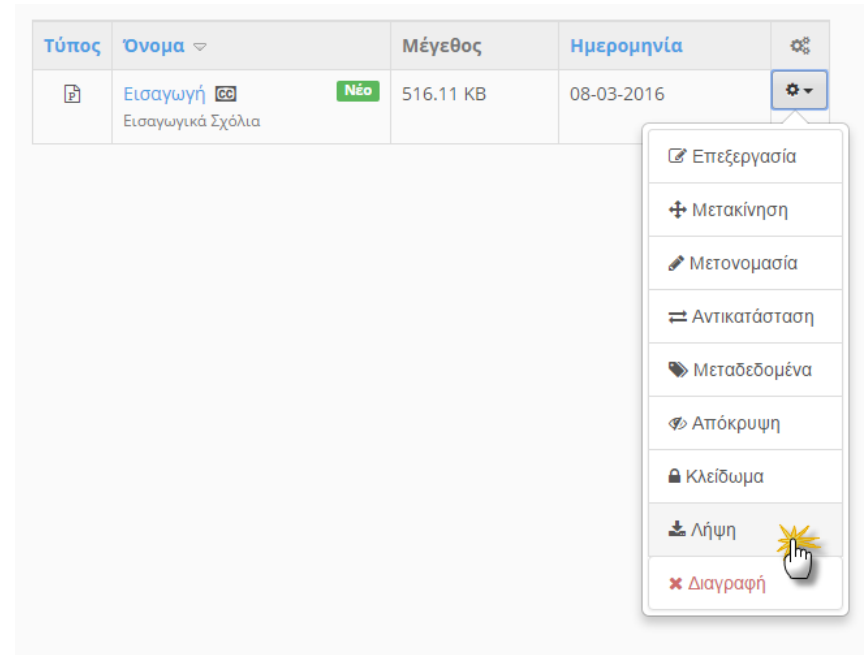 Τύπος Όνομα Μέγεθος Ημερομηνία
Εισαγωγή CC Νέο 516.11 KB 08-03-2016
Εισαγωγικά Σχόλια
Επεξεργασία
Μετακίνηση
Μετονομασία
Αντικατάσταση
Μεταδεδομένα
Απόκρυψη
Κλείδωμα
Λήψη
Διαγραφή